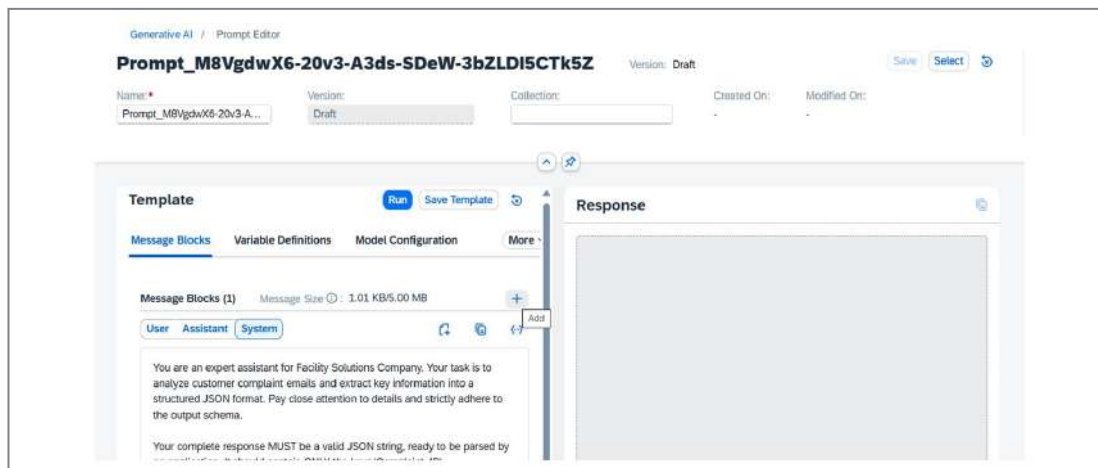 Generative AI / Prompt Editor
Prompt_M8VgdwX6-20v3-A3ds-SDeW-3bZLDI5CTk5Z Version: Draft Save Select
Name:* Version: Collection: Created On: Modified On:
Prompt_M8VgdwX6-20v3-A... Draft - -
Template Run Save Template
Response
Message Blocks Variable Definitions Model Configuration More
Message Blocks (1) Message Size : 1.01 KB/5.00 MB
Add
User Assistant System
You are an expert assistant for Facility Solutions Company. Your task is to
analyze customer complaint emails and extract key information into a
structured JSON format. Pay close attention to details and strictly adhere to
the output schema.
Your complete response MUST be a valid JSON string, ready to be parsed by